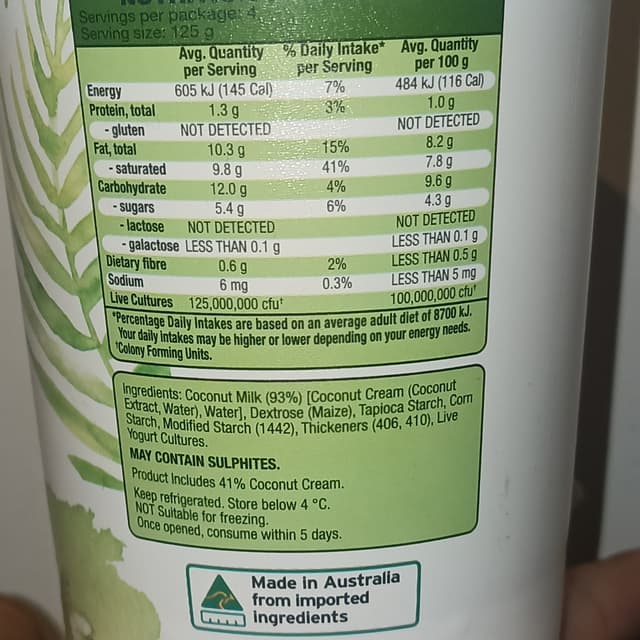 Servings per package: 4
Serving size: 125 g
Avg. Quantity per Serving % Daily Intake* per Serving Avg. Quantity per 100 g
Energy 605 kJ (145 Cal) 7% 484 kJ (116 Cal)
Protein, total 1.3 g 3% 1.0 g
- gluten NOT DETECTED NOT DETECTED
Fat, total 10.3 g 15% 8.2 g
- saturated 9.8 g 41% 7.8 g
Carbohydrate 12.0 g 4% 9.6 g
- sugars 5.4 g 6% 4.3 g
- lactose NOT DETECTED NOT DETECTED
- galactose LESS THAN 0.1 g LESS THAN 0.1 g
Dietary fibre 0.6 g 2% LESS THAN 0.5 g
Sodium 6 mg 0.3% LESS THAN 5 mg
Live Cultures 125,000,000 cfu† 100,000,000 cfu†
*Percentage Daily Intakes are based on an average adult diet of 8700 kJ.
Your daily intakes may be higher or lower depending on your energy needs.
†Colony Forming Units.
Ingredients: Coconut Milk (93%) [Coconut Cream (Coconut
Extract, Water), Water], Dextrose (Maize), Tapioca Starch, Corn
Starch, Modified Starch (1442), Thickeners (406, 410), Live
Yogurt Cultures.
MAY CONTAIN SULPHITES.
Product Includes 41% Coconut Cream.
Keep refrigerated. Store below 4 °C.
NOT Suitable for freezing.
Once opened, consume within 5 days.
Made in Australia
from imported
ingredients